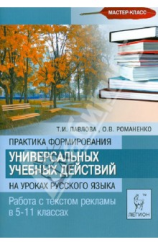 МАСТЕР-КЛАСС
Т.И. ПАВЛОВА, О.В. РОМАНЕНКО
ПРАКТИКА ФОРМИРОВАНИЯ
УНИВЕРСАЛЬНЫХ
УЧЕБНЫХ ДЕЙСТВИЙ
НА УРОКАХ РУССКОГО ЯЗЫКА
Работа с текстом рекламы
в 5-11 классах
ЛЕГИОН